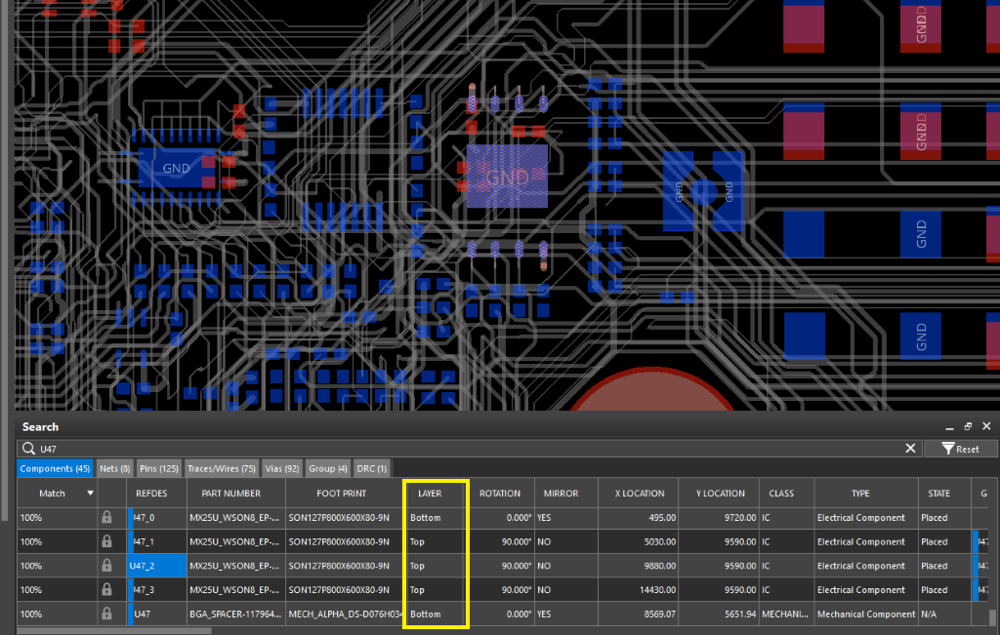 GND
GND
GND
GND
GND
GND
GND
GND
Search
U47
Reset
Components (45) Nets (8) Pins (125) Traces/Wires (75) Vias (92) Group (4) DRC (1)
Match REFDES PART NUMBER FOOT PRINT LAYER ROTATION MIRROR X LOCATION Y LOCATION CLASS TYPE STATE G
100% U47_0 MX25U_WSON8_EP-... SON127P800X600X80-9N Bottom 0.000° YES 495.00 9720.00 IC Electrical Component Placed
100% U47_1 MX25U_WSON8_EP-... SON127P800X600X80-9N Top 90.000° NO 5030.00 9590.00 IC Electrical Component Placed
100% U47_2 MX25U_WSON8_EP-... SON127P800X600X80-9N Top 90.000° NO 9880.00 9590.00 IC Electrical Component Placed
100% U47_3 MX25U_WSON8_EP-... SON127P800X600X80-9N Top 90.000° NO 14430.00 9590.00 IC Electrical Component Placed
100% U47 BGA_SPACER-117964... MECH_ALPHA_DS-D076H034 Bottom 0.000° YES 8569.07 5651.94 MECHANI... Mechanical Component N/A